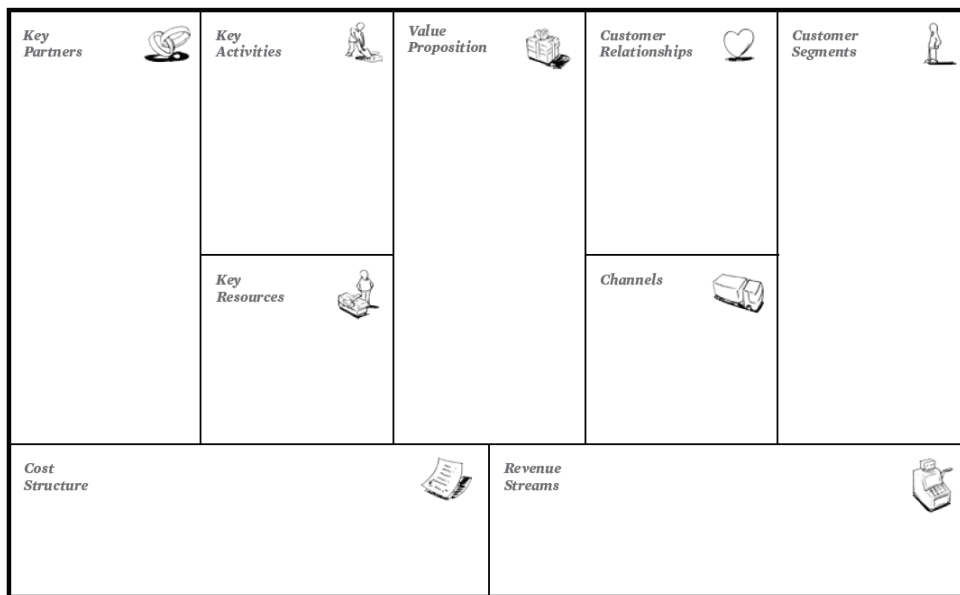 Key
Partners
Key
Activities
Value
Proposition
Customer
Relationships
Customer
Segments
Key
Resources
Channels
Cost
Structure
Revenue
Streams